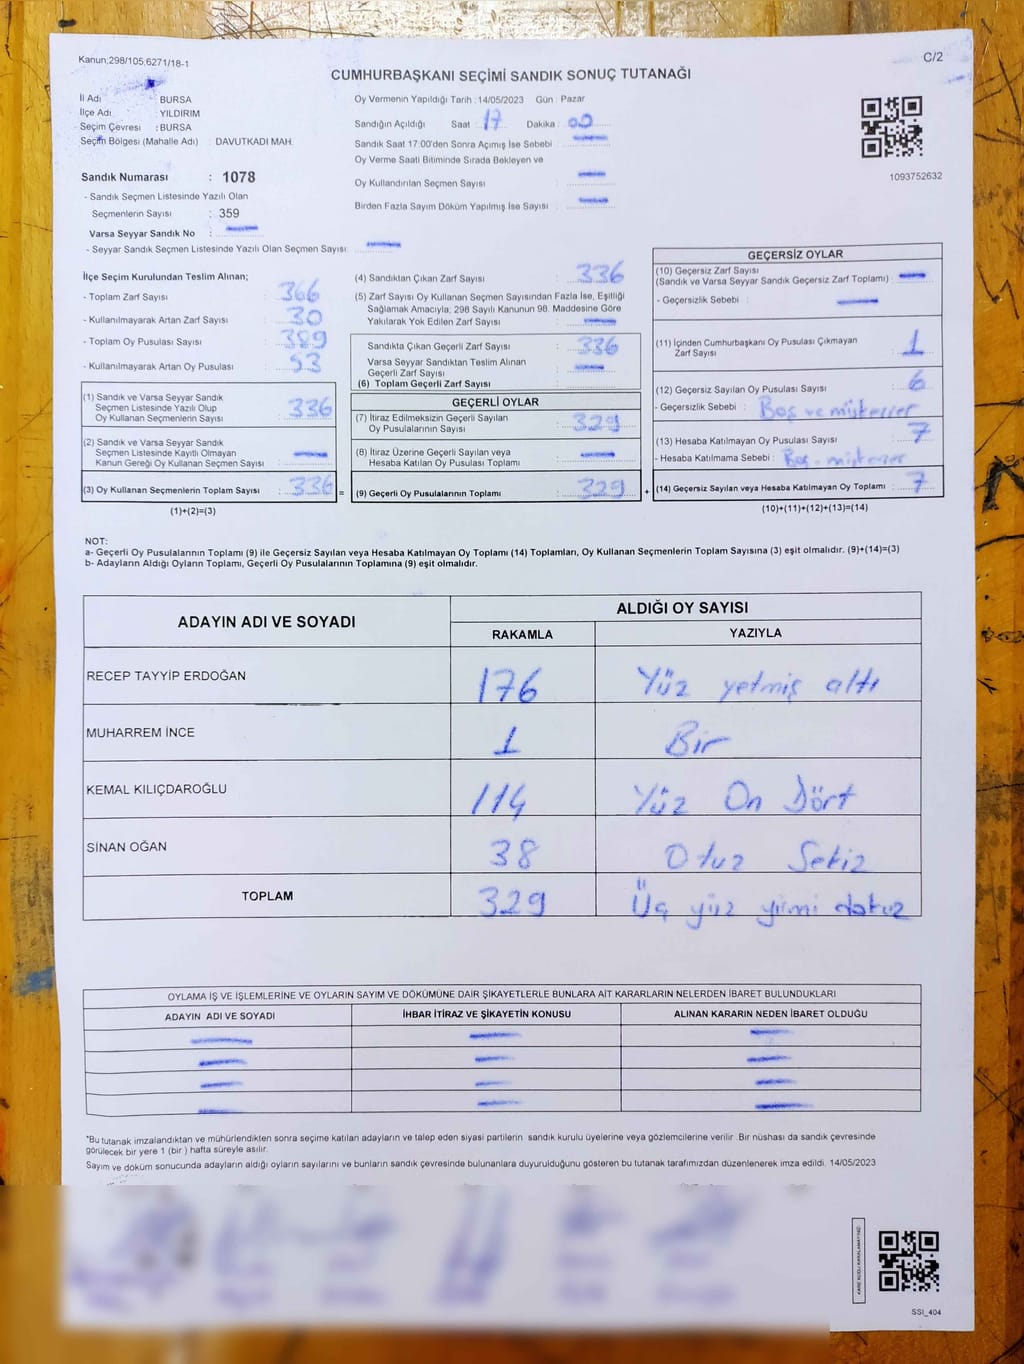 Kanun;298/105;6271/18-1
C/2
CUMHURBAŞKANI SEÇİMİ SANDIK SONUÇ TUTANAĞI
İl Adı : BURSA
İlçe Adı : YILDIRIM
Seçim Çevresi : BURSA
Seçim Bölgesi (Mahalle Adı) : DAVUTKADI MAH.
Sandık Numarası : 1078
- Sandık Seçmen Listesinde Yazılı Olan
Seçmenlerin Sayısı : 359
Varsa Seyyar Sandık No :
- Seyyar Sandık Seçmen Listesinde Yazılı Olan Seçmen Sayısı:
Oy Vermenin Yapıldığı Tarih : 14/05/2023 Gün : Pazar
Sandığın Açıldığı Saat : 17 Dakika : 00
Sandık Saat 17:00'den Sonra Açımış İse Sebebi :
Oy Verme Saati Bitiminde Sırada Bekleyen ve
Oy Kullandırılan Seçmen Sayısı :
Birden Fazla Sayım Döküm Yapılmış İse Sayısı :
1093752632
İlçe Seçim Kurulundan Teslim Alınan;
- Toplam Zarf Sayısı : 366
- Kullanılmayarak Artan Zarf Sayısı : 30
- Toplam Oy Pusulası Sayısı : 389
- Kullanılmayarak Artan Oy Pusulası : 53
(1) Sandık ve Varsa Seyyar Sandık
Seçmen Listesinde Yazılı Olup
Oy Kullanan Seçmenlerin Sayısı : 336
(2) Sandık ve Varsa Seyyar Sandık
Seçmen Listesinde Kayıtlı Olmayan
Kanun Gereği Oy Kullanan Seçmen Sayısı :
(3) Oy Kullanan Seçmenlerin Toplam Sayısı : 336 =
(1)+(2)=(3)
(4) Sandıktan Çıkan Zarf Sayısı : 336
(5) Zarf Sayısı Oy Kullanan Seçmen Sayısından Fazla İse, Eşitliği
Sağlamak Amacıyla; 298 Sayılı Kanunun 98. Maddesine Göre
Yakılarak Yok Edilen Zarf Sayısı :
Sandıkta Çıkan Geçerli Zarf Sayısı : 336
Varsa Seyyar Sandıktan Teslim Alınan
Geçerli Zarf Sayısı :
(6) Toplam Geçerli Zarf Sayısı :
GEÇERLİ OYLAR
(7) İtiraz Edilmeksizin Geçerli Sayılan
Oy Pusulalarının Sayısı : 329
(8) İtiraz Üzerine Geçerli Sayılan veya
Hesaba Katılan Oy Pusulası Toplamı :
(9) Geçerli Oy Pusulalarının Toplamı : 329 +
GEÇERSİZ OYLAR
(10) Geçersiz Zarf Sayısı
(Sandık ve Varsa Seyyar Sandık Geçersiz Zarf Toplamı) :
- Geçersizlik Sebebi :
(11) İçinden Cumhurbaşkanı Oy Pusulası Çıkmayan
Zarf Sayısı : 1
(12) Geçersiz Sayılan Oy Pusulası Sayısı : 6
- Geçersizlik Sebebi : Boş ve mükerrer
(13) Hesaba Katılmayan Oy Pusulası Sayısı : 7
- Hesaba Katılmama Sebebi : Boş - mükerrer
(14) Geçersiz Sayılan veya Hesaba Katılmayan Oy Toplamı : 7
(10)+(11)+(12)+(13)=(14)
NOT:
a- Geçerli Oy Pusulalarının Toplamı (9) ile Geçersiz Sayılan veya Hesaba Katılmayan Oy Toplamı (14) Toplamları, Oy Kullanan Seçmenlerin Toplam Sayısına (3) eşit olmalıdır. (9)+(14)=(3)
b- Adayların Aldığı Oyların Toplamı, Geçerli Oy Pusulalarının Toplamına (9) eşit olmalıdır.
ADAYIN ADI VE SOYADI
ALDIĞI OY SAYISI
RAKAMLA YAZIYLA
RECEP TAYYİP ERDOĞAN 176 Yüz yetmiş altı
MUHARREM İNCE 1 Bir
KEMAL KILIÇDAROĞLU 114 Yüz On Dört
SİNAN OĞAN 38 Otuz Sekiz
TOPLAM 329 Üç yüz yirmi dokuz
OYLAMA İŞ VE İŞLEMLERİNE VE OYLARIN SAYIM VE DÖKÜMÜNE DAİR ŞİKAYETLERLE BUNLARA AİT KARARLARIN NELERDEN İBARET BULUNDUKLARI
ADAYIN ADI VE SOYADI İHBAR İTİRAZ VE ŞİKAYETİN KONUSU ALINAN KARARIN NEDEN İBARET OLDUĞU
*Bu tutanak imzalandıktan ve mühürlendikten sonra seçime katılan adayların ve talep eden siyasi partilerin sandık kurulu üyelerine veya gözlemcilerine verilir. Bir nüshası da sandık çevresinde
görülecek bir yere 1 (bir ) hafta süreyle asılır.
Sayım ve döküm sonucunda adayların aldığı oyların sayılarını ve bunların sandık çevresinde bulunanlara duyurulduğunu gösteren bu tutanak tarafımızdan düzenlenerek imza edildi. 14/05/2023
KARE KODU KARALAMAYINIZ!
SSI_404